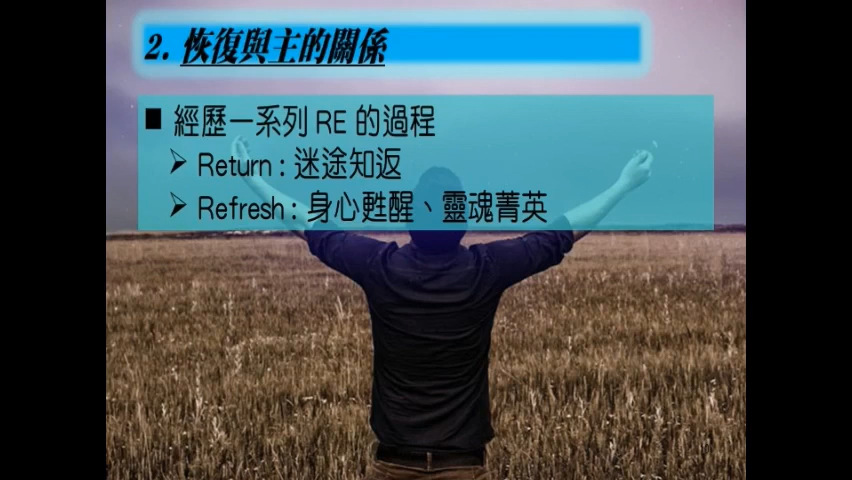 2. 恢復與主的關係
■ 經歷一系列 RE 的過程
➢ Return : 迷途知返
➢ Refresh : 身心甦醒、靈魂菁英